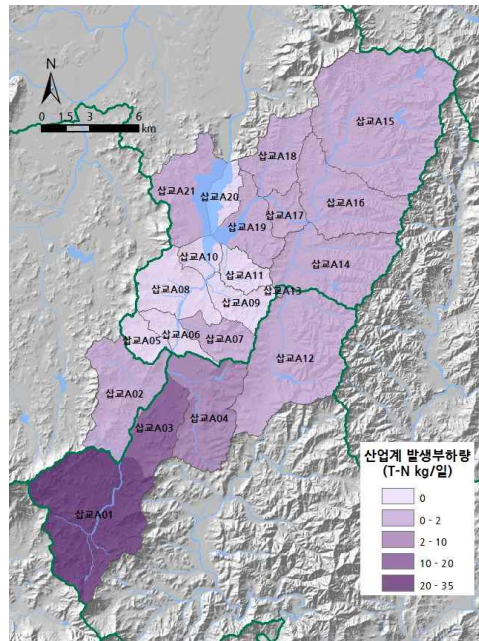 N
0 1.5 3 6
km
삽교A15
삽교A18
삽교A21
삽교A20
삽교A16
삽교A17
삽교A19
삽교A10
삽교A14
삽교A11
삽교A08
삽교A13
삽교A09
삽교A05
삽교A06
삽교A07
삽교A12
삽교A02
삽교A04
삽교A03
삽교A01
산업계 발생부하량
(T-N kg/일)
0
0 - 2
2 - 10
10 - 20
20 - 35